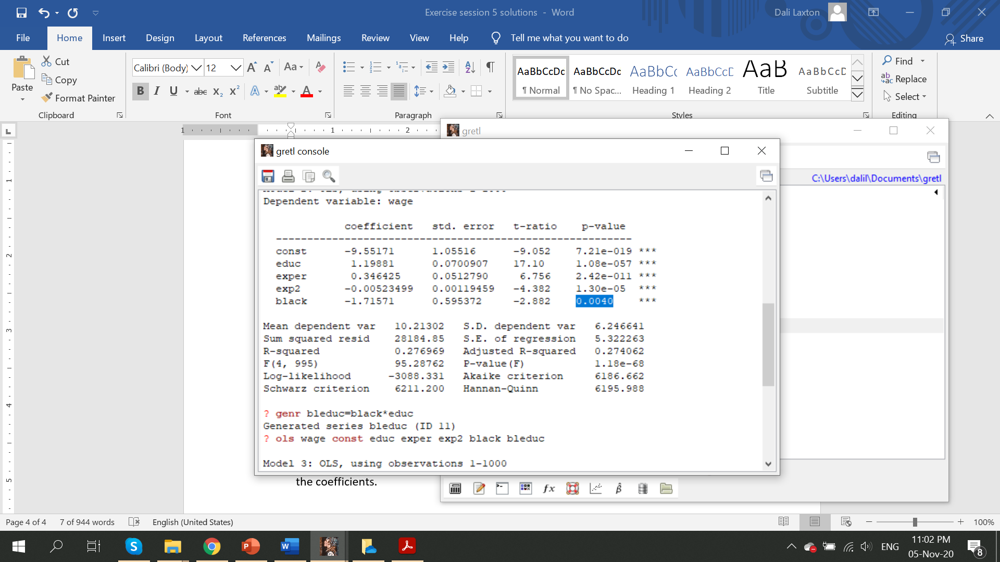 Exercise session 5 solutions - Word
Dali Laxton
File Home Insert Design Layout References Mailings Review View Help Tell me what you want to do Share
Paste
Cut
Copy
Format Painter
Clipboard
Calibri (Body) 12
Font
Paragraph
AaBbCcDc AaBbCcDc AaBbC AaBbCcD AaB AaBbCcD
¶ Normal ¶ No Spac... Heading 1 Heading 2 Title Subtitle
Styles
Find
Replace
Select
Editing
gretl
C:\Users\dalil\Documents\gretl
gretl console
Dependent variable: wage
coefficient std. error t-ratio p-value
---------------------------------------------------------
const -9.55171 1.05516 -9.052 7.21e-019 ***
educ 1.19881 0.0700907 17.10 1.08e-057 ***
exper 0.346425 0.0512790 6.756 2.42e-011 ***
exp2 -0.00523499 0.00119459 -4.382 1.30e-05 ***
black -1.71571 0.595372 -2.882 0.0040 ***
Mean dependent var 10.21302 S.D. dependent var 6.246641
Sum squared resid 28184.85 S.E. of regression 5.322263
R-squared 0.276969 Adjusted R-squared 0.274062
F(4, 995) 95.28762 P-value(F) 1.18e-68
Log-likelihood -3088.331 Akaike criterion 6186.662
Schwarz criterion 6211.200 Hannan-Quinn 6195.988
? genr bleduc=black*educ
Generated series bleduc (ID 11)
? ols wage const educ exper exp2 black bleduc
Model 3: OLS, using observations 1-1000
the coefficients.
Page 4 of 4 7 of 944 words English (United States) 100%
ENG
11:02 PM
05-Nov-20
8